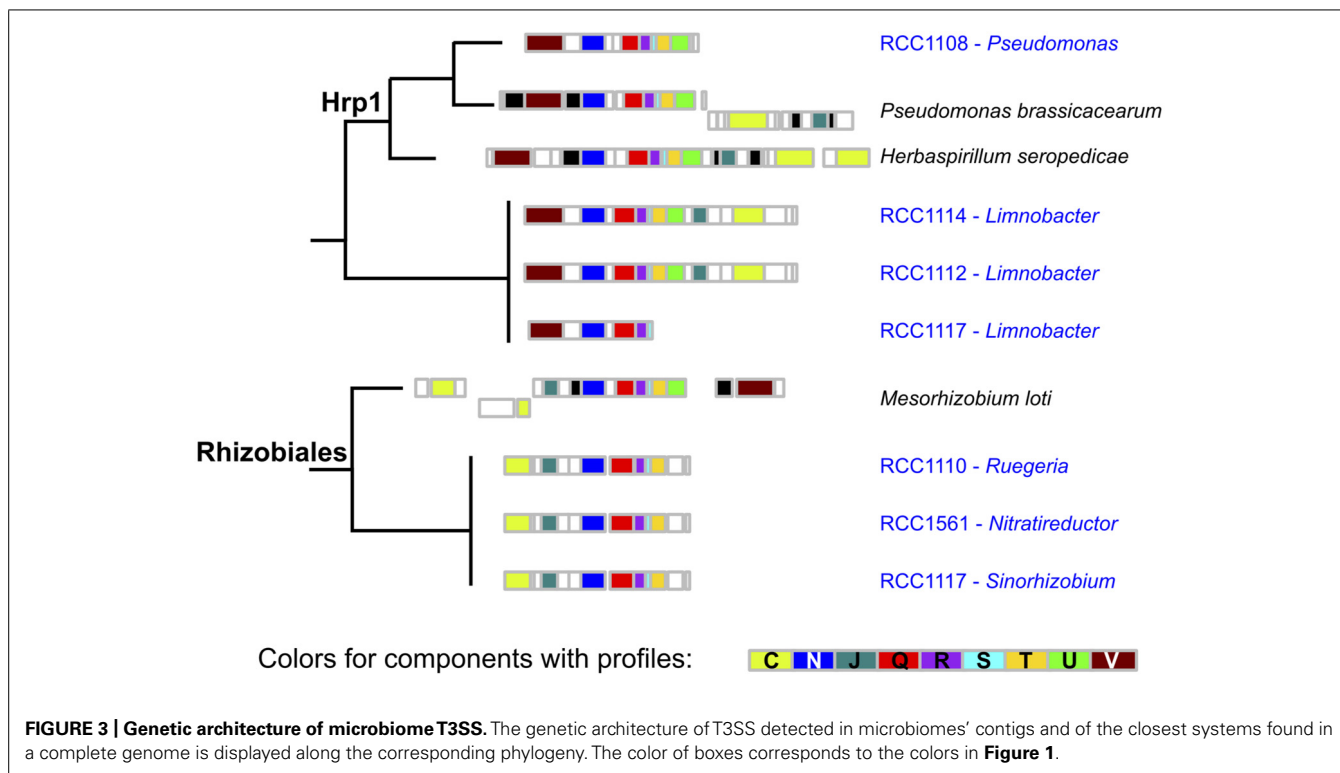 RCC1108 - Pseudomonas
Hrp1
Pseudomonas brassicacearum
Herbaspirillum seropedicae
RCC1114 - Limnobacter
RCC1112 - Limnobacter
RCC1117 - Limnobacter
Mesorhizobium loti
Rhizobiales
RCC1110 - Ruegeria
RCC1561 - Nitratireductor
RCC1117 - Sinorhizobium
Colors for components with profiles: C N J Q R S T U V
FIGURE 3 | Genetic architecture of microbiome T3SS. The genetic architecture of T3SS detected in microbiomes' contigs and of the closest systems found in
a complete genome is displayed along the corresponding phylogeny. The color of boxes corresponds to the colors in Figure 1.